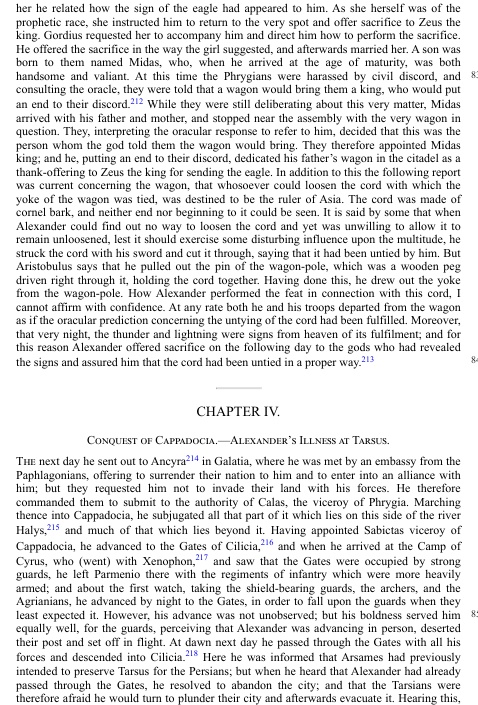 her he related how the sign of the eagle had appeared to him. As she herself was of the
prophetic race, she instructed him to return to the very spot and offer sacrifice to Zeus the
king. Gordius requested her to accompany him and direct him how to perform the sacrifice.
He offered the sacrifice in the way the girl suggested, and afterwards married her. A son was
born to them named Midas, who, when he arrived at the age of maturity, was both
handsome and valiant. At this time the Phrygians were harassed by civil discord, and 83
consulting the oracle, they were told that a wagon would bring them a king, who would put
an end to their discord.212 While they were still deliberating about this very matter, Midas
arrived with his father and mother, and stopped near the assembly with the very wagon in
question. They, interpreting the oracular response to refer to him, decided that this was the
person whom the god told them the wagon would bring. They therefore appointed Midas
king; and he, putting an end to their discord, dedicated his father's wagon in the citadel as a
thank-offering to Zeus the king for sending the eagle. In addition to this the following report
was current concerning the wagon, that whosoever could loosen the cord with which the
yoke of the wagon was tied, was destined to be the ruler of Asia. The cord was made of
cornel bark, and neither end nor beginning to it could be seen. It is said by some that when
Alexander could find out no way to loosen the cord and yet was unwilling to allow it to
remain unloosened, lest it should exercise some disturbing influence upon the multitude, he
struck the cord with his sword and cut it through, saying that it had been untied by him. But
Aristobulus says that he pulled out the pin of the wagon-pole, which was a wooden peg
driven right through it, holding the cord together. Having done this, he drew out the yoke
from the wagon-pole. How Alexander performed the feat in connection with this cord, I
cannot affirm with confidence. At any rate both he and his troops departed from the wagon
as if the oracular prediction concerning the untying of the cord had been fulfilled. Moreover,
that very night, the thunder and lightning were signs from heaven of its fulfilment; and for
this reason Alexander offered sacrifice on the following day to the gods who had revealed
the signs and assured him that the cord had been untied in a proper way.213 84
CHAPTER IV.
Conquest of Cappadocia.—Alexander's Illness at Tarsus.
The next day he sent out to Ancyra214 in Galatia, where he was met by an embassy from the
Paphlagonians, offering to surrender their nation to him and to enter into an alliance with
him; but they requested him not to invade their land with his forces. He therefore
commanded them to submit to the authority of Calas, the viceroy of Phrygia. Marching
thence into Cappadocia, he subjugated all that part of it which lies on this side of the river
Halys,215 and much of that which lies beyond it. Having appointed Sabictas viceroy of
Cappadocia, he advanced to the Gates of Cilicia,216 and when he arrived at the Camp of
Cyrus, who (went) with Xenophon,217 and saw that the Gates were occupied by strong
guards, he left Parmenio there with the regiments of infantry which were more heavily
armed; and about the first watch, taking the shield-bearing guards, the archers, and the
Agrianians, he advanced by night to the Gates, in order to fall upon the guards when they
least expected it. However, his advance was not unobserved; but his boldness served him 85
equally well, for the guards, perceiving that Alexander was advancing in person, deserted
their post and set off in flight. At dawn next day he passed through the Gates with all his
forces and descended into Cilicia.218 Here he was informed that Arsames had previously
intended to preserve Tarsus for the Persians; but when he heard that Alexander had already
passed through the Gates, he resolved to abandon the city; and that the Tarsians were
therefore afraid he would turn to plunder their city and afterwards evacuate it. Hearing this,